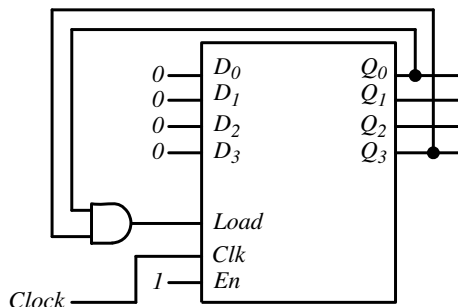 0 D0 Q0
0 D1 Q1
0 D2 Q2
0 D3 Q3
Load
Clk
1 En
Clock